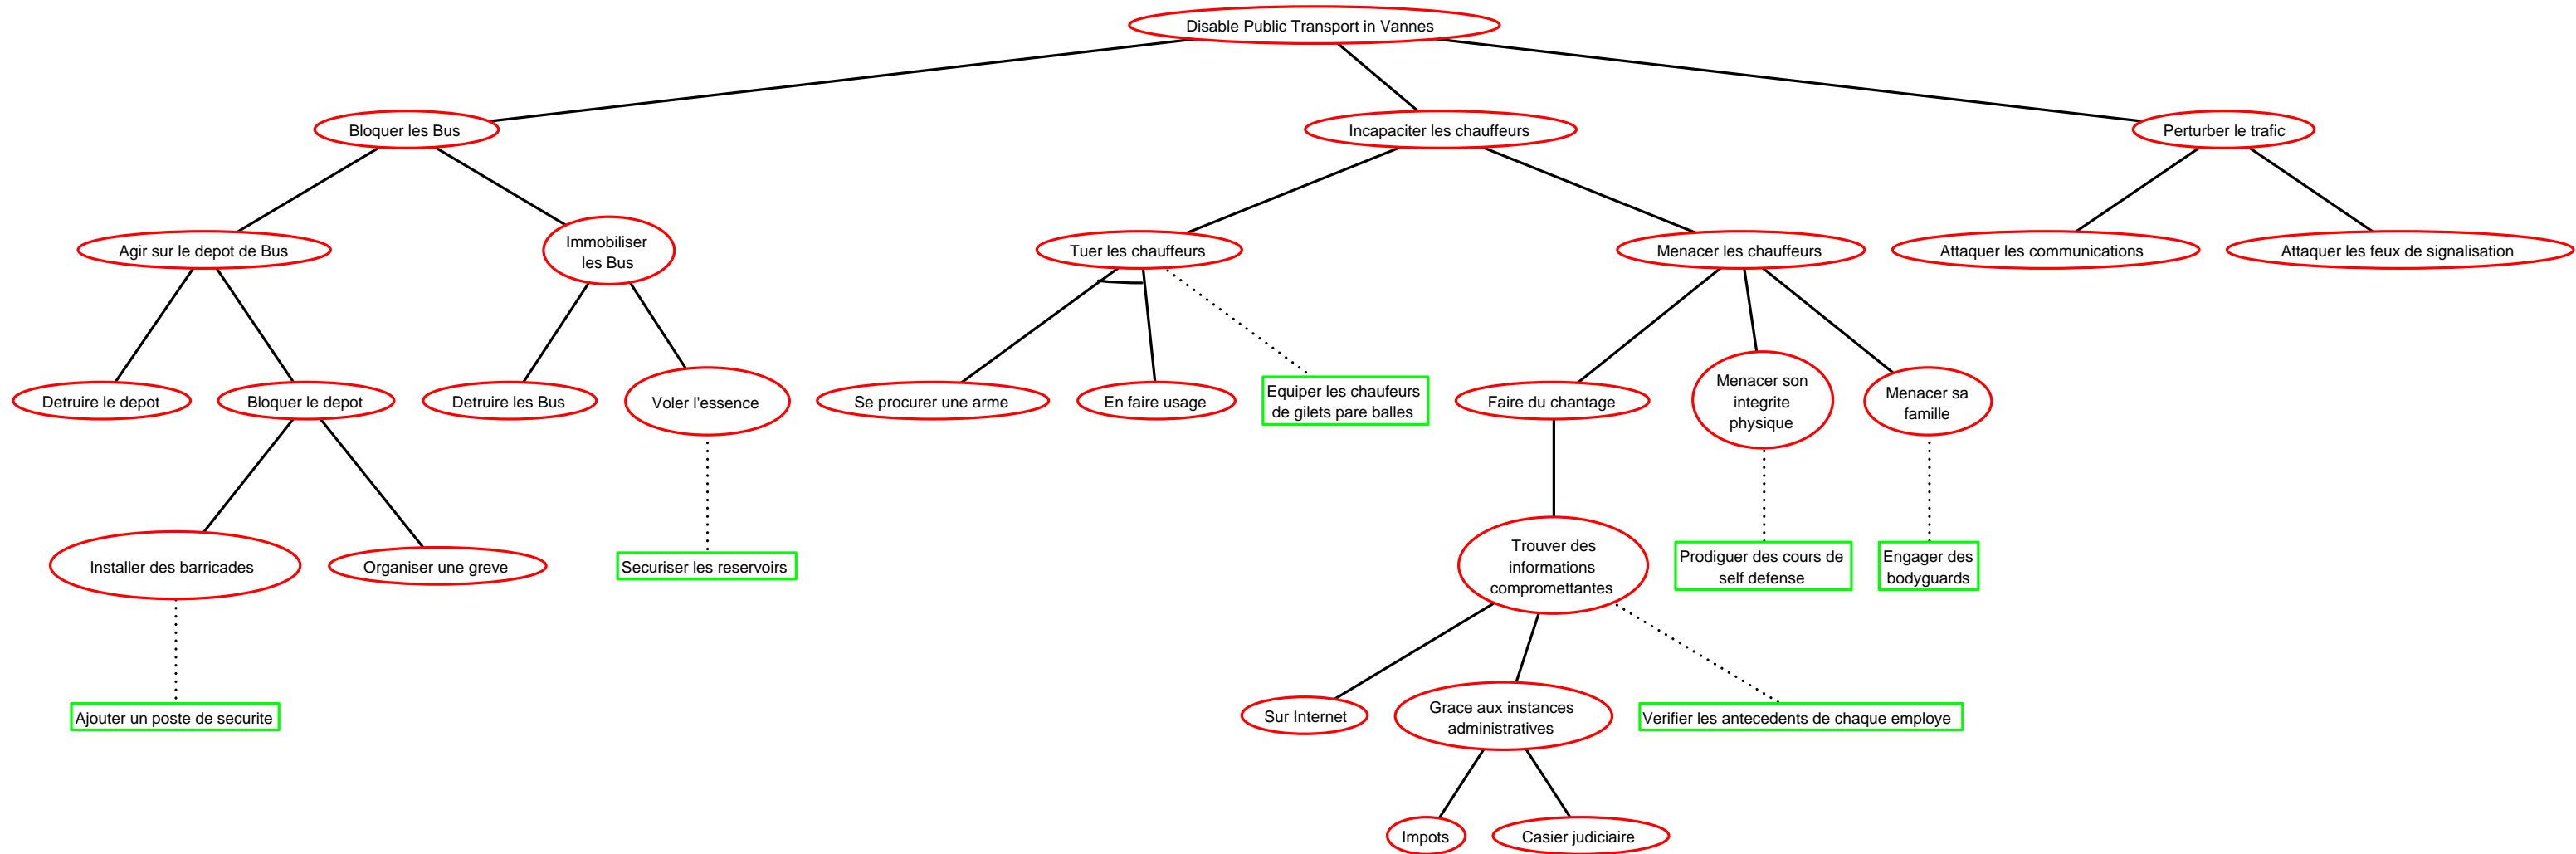 Disable Public Transport in Vannes
Bloquer les Bus
Incapaciter les chauffeurs
Perturber le trafic
Agir sur le depot de Bus
Immobiliser
les Bus
Tuer les chauffeurs
Menacer les chauffeurs
Attaquer les communications
Attaquer les feux de signalisation
Detruire le depot
Bloquer le depot
Detruire les Bus
Voler l'essence
Se procurer une arme
En faire usage
Equiper les chaufeurs
de gilets pare balles
Faire du chantage
Menacer son
integrite
physique
Menacer sa
famille
Installer des barricades
Organiser une greve
Securiser les reservoirs
Trouver des
informations
compromettantes
Prodiguer des cours de
self defense
Engager des
bodyguards
Ajouter un poste de securite
Sur Internet
Grace aux instances
administratives
Verifier les antecedents de chaque employe
Impots
Casier judiciaire